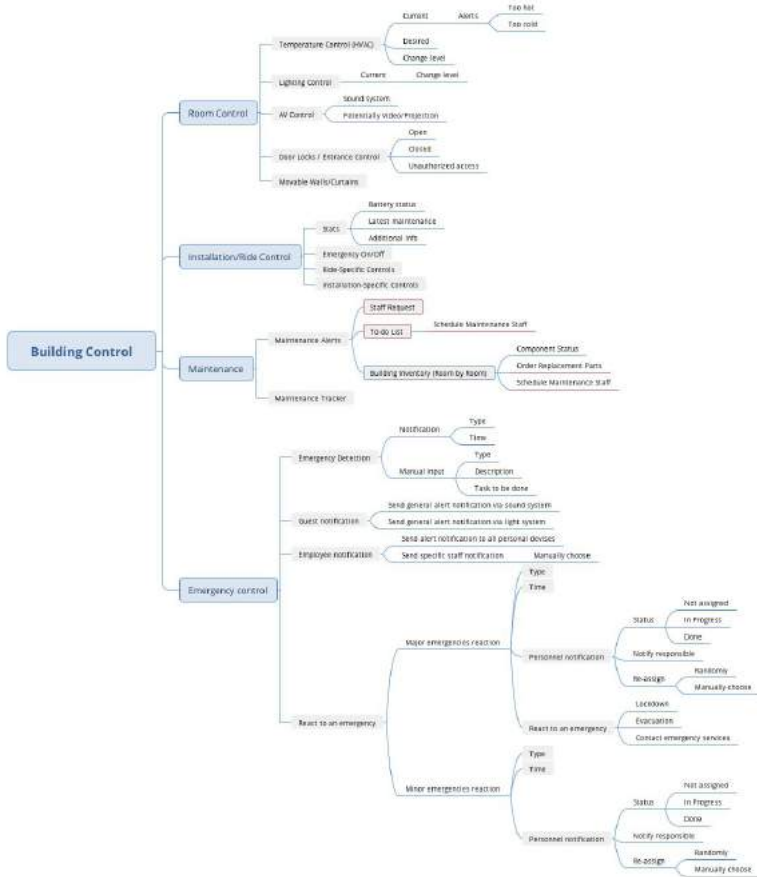 Building Control
Room Control
Temperature Control (HVAC)
Current
Alerts
Too hot
Too cold
Desired
Change level
Lighting Control
Current
Change level
AV Control
Sound system
Potentially Video/Projection
Door Locks / Entrance Control
Open
Closed
Unauthorized access
Movable Walls/Curtains
Installation/Ride Control
Stats
Battery status
Latest maintenance
Additional info
Emergency On/Off
Ride-Specific Controls
Installation-Specific Controls
Maintenance
Maintenance Alerts
Staff Request
To-do List
Schedule Maintenance Staff
Building Inventory (Room by Room)
Component Status
Order Replacement Parts
Schedule Maintenance Staff
Maintenance Tracker
Emergency control
Emergency Detection
Notification
Type
Time
Manual input
Type
Description
Task to be done
Guest notification
Send general alert notification via sound system
Send general alert notification via light system
Employee notification
Send alert notification to all personal devises
Send specific staff notification
Manually choose
React to an emergency
Major emergencies reaction
Type
Time
Personnel notification
Status
Not assigned
In Progress
Done
Notify responsible
Re-assign
Randomly
Manually choose
React to an emergency
Lockdown
Evacuation
Contact emergency services
Minor emergencies reaction
Type
Time
Personnel notification
Status
Not assigned
In Progress
Done
Notify responsible
Re-assign
Randomly
Manually choose